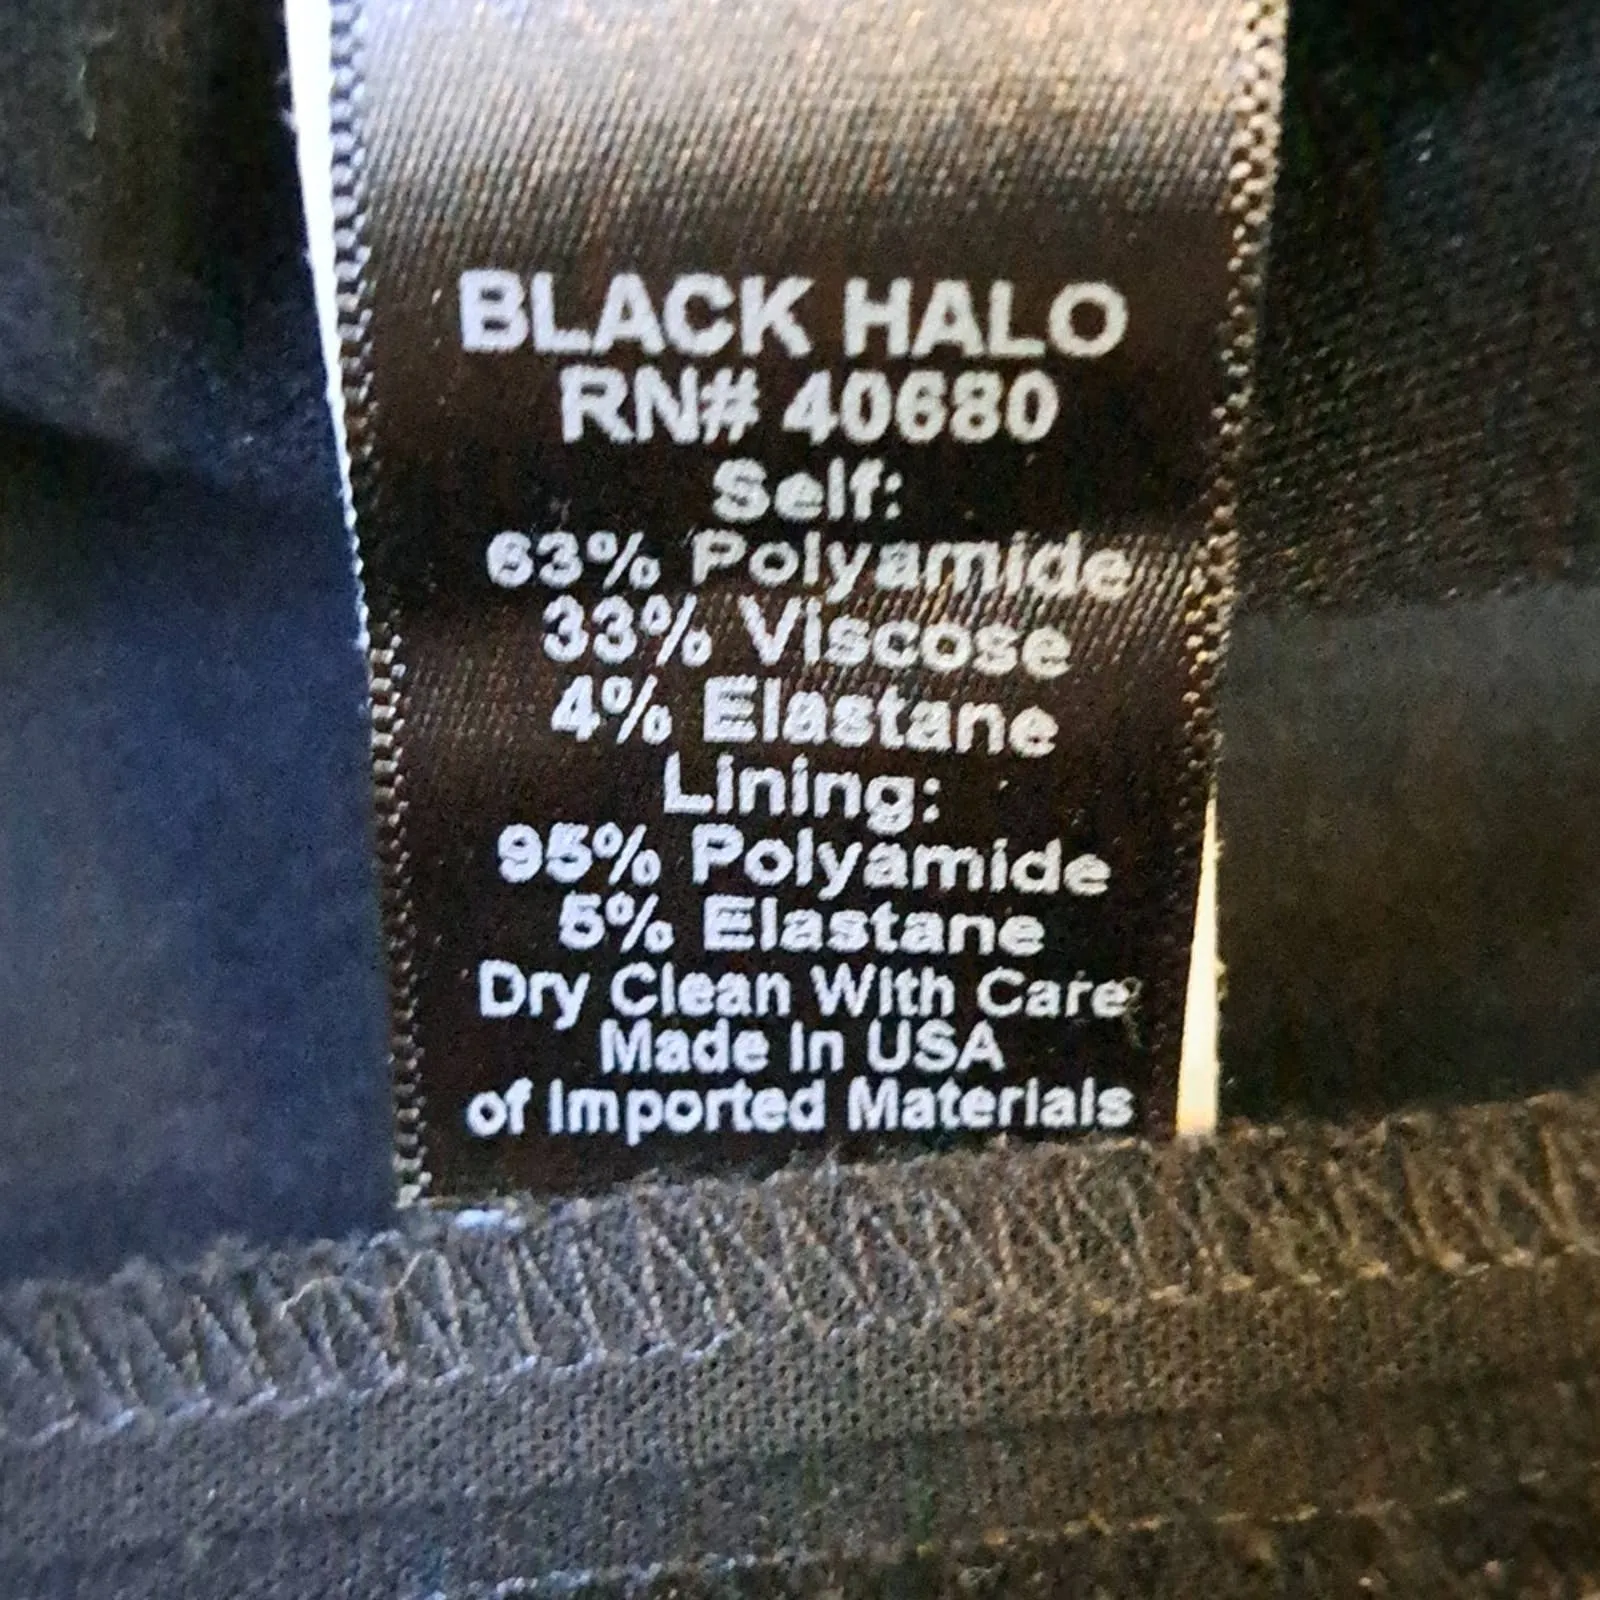 BLACK HALO
RN# 40680
Self:
63% Polyamide
33% Viscose
4% Elastane
Lining:
95% Polyamide
5% Elastane
Dry Clean With Care
Made In USA
of Imported Materials